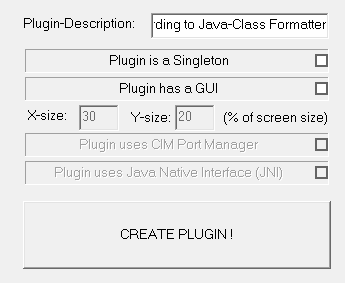 Plugin-Description: ding to Java-Class Formatter
Plugin is a Singleton
Plugin has a GUI
X-size: 30 Y-size: 20 (% of screen size)
Plugin uses CIM Port Manager
Plugin uses Java Native Interface (JNI)
CREATE PLUGIN !